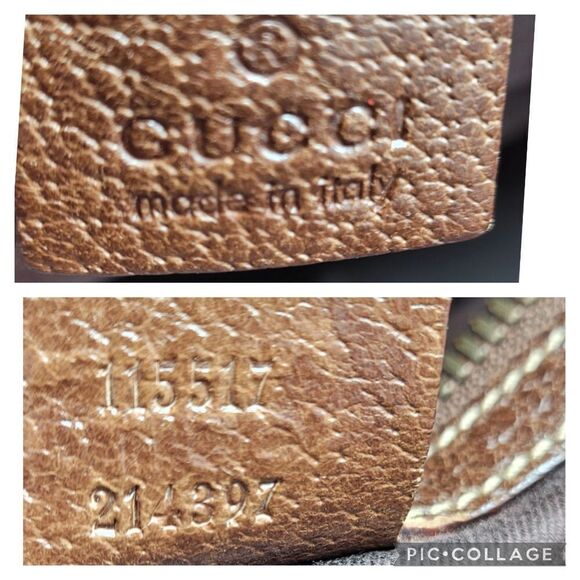 ®
GUCCI
made in italy
115517
214397
PIC•COLLAGE